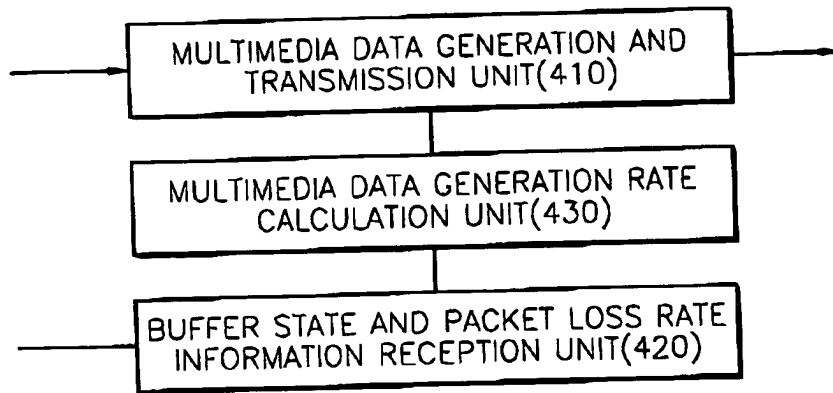 MULTIMEDIA DATA GENERATION AND
TRANSMISSION UNIT(410)
MULTIMEDIA DATA GENERATION RATE
CALCULATION UNIT(430)
BUFFER STATE AND PACKET LOSS RATE
INFORMATION RECEPTION UNIT(420)